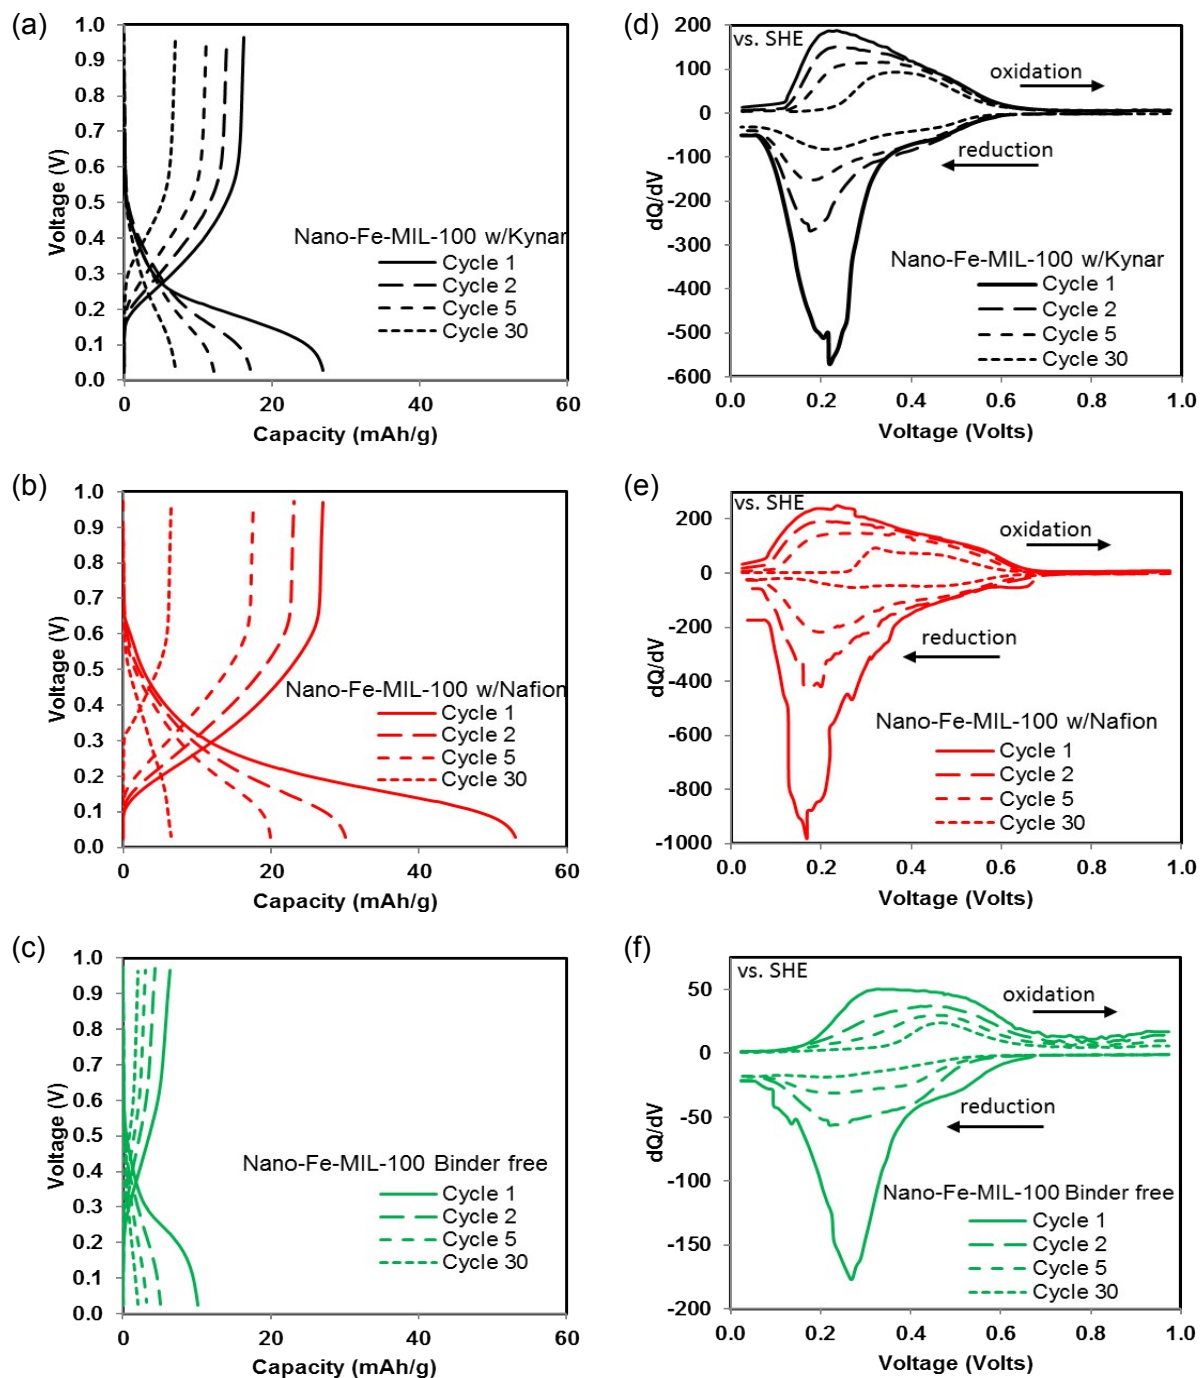 (a)
1.0
0.9
0.8
0.7
0.6
0.5
0.4
0.3
0.2
0.1
0.0
Voltage (V)
Nano-Fe-MIL-100 w/Kynar
Cycle 1
Cycle 2
Cycle 5
Cycle 30
0 20 40 60
Capacity (mAh/g)
(d)
200
100
0
-100
-200
-300
-400
-500
-600
dQ/dV
vs. SHE
oxidation
reduction
Nano-Fe-MIL-100 w/Kynar
Cycle 1
Cycle 2
Cycle 5
Cycle 30
0.0 0.2 0.4 0.6 0.8 1.0
Voltage (Volts)
(b)
1.0
0.9
0.8
0.7
0.6
0.5
0.4
0.3
0.2
0.1
0.0
Voltage (V)
Nano-Fe-MIL-100 w/Nafion
Cycle 1
Cycle 2
Cycle 5
Cycle 30
0 20 40 60
Capacity (mAh/g)
(e)
200
0
-200
-400
-600
-800
-1000
dQ/dV
vs. SHE
oxidation
reduction
Nano-Fe-MIL-100 w/Nafion
Cycle 1
Cycle 2
Cycle 5
Cycle 30
0.0 0.2 0.4 0.6 0.8 1.0
Voltage (Volts)
(c)
1.0
0.9
0.8
0.7
0.6
0.5
0.4
0.3
0.2
0.1
0.0
Voltage (V)
Nano-Fe-MIL-100 Binder free
Cycle 1
Cycle 2
Cycle 5
Cycle 30
0 20 40 60
Capacity (mAh/g)
(f)
50
0
-50
-100
-150
-200
dQ/dV
vs. SHE
oxidation
reduction
Nano-Fe-MIL-100 Binder free
Cycle 1
Cycle 2
Cycle 5
Cycle 30
0.0 0.2 0.4 0.6 0.8 1.0
Voltage (Volts)